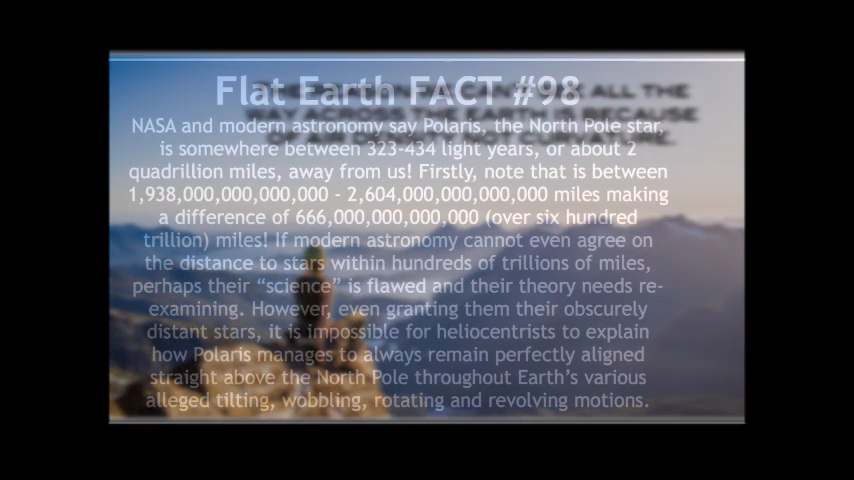 Flat Earth FACT #98
NASA and modern astronomy say Polaris, the North Pole star,
is somewhere between 323-434 light years, or about 2
quadrillion miles, away from us! Firstly, note that is between
1,938,000,000,000,000 - 2,604,000,000,000,000 miles making
a difference of 666,000,000,000,000 (over six hundred
trillion) miles! If modern astronomy cannot even agree on
the distance to stars within hundreds of trillions of miles,
perhaps their “science” is flawed and their theory needs re-
examining. However, even granting them their obscurely
distant stars, it is impossible for heliocentrists to explain
how Polaris manages to always remain perfectly aligned
straight above the North Pole throughout Earth’s various
alleged tilting, wobbling, rotating and revolving motions.
ALL THE
BECAUSE